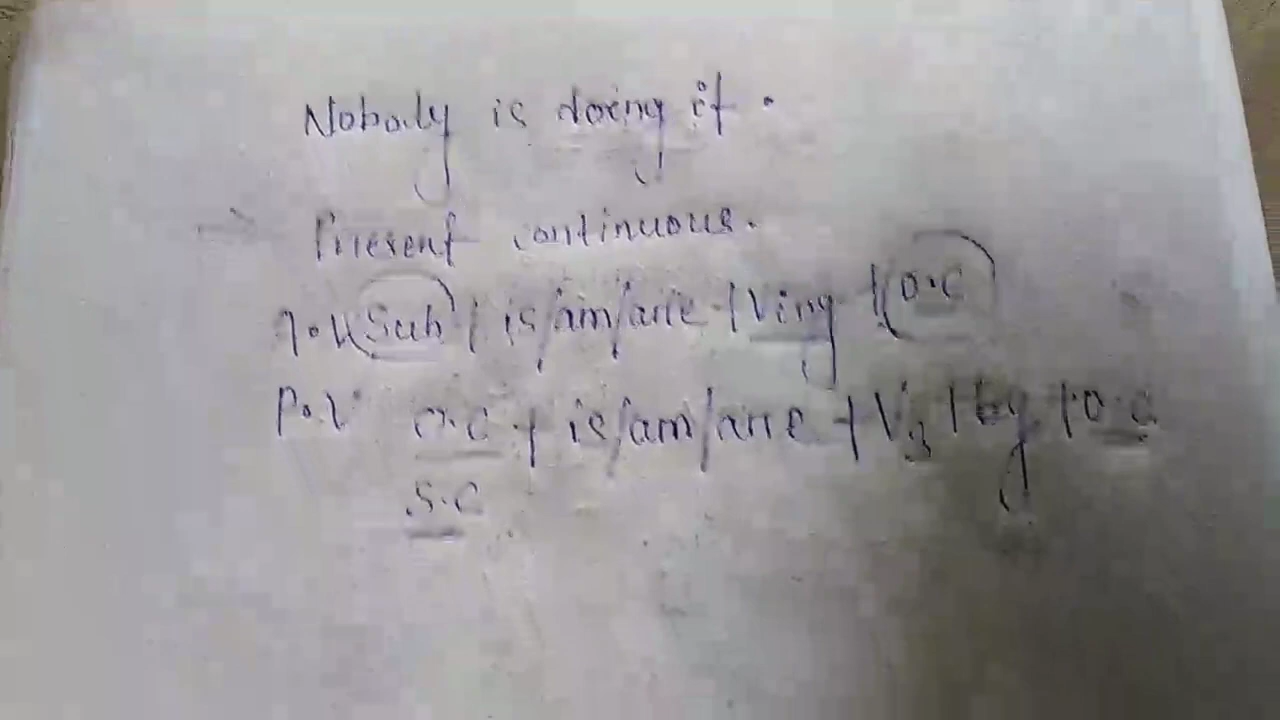 Nobody is doing it.
Present continuous.
A.V Sub + is/am/are + Ving + O.C
P.V O.C + is/am/are + V3 + by + O.C
S.C